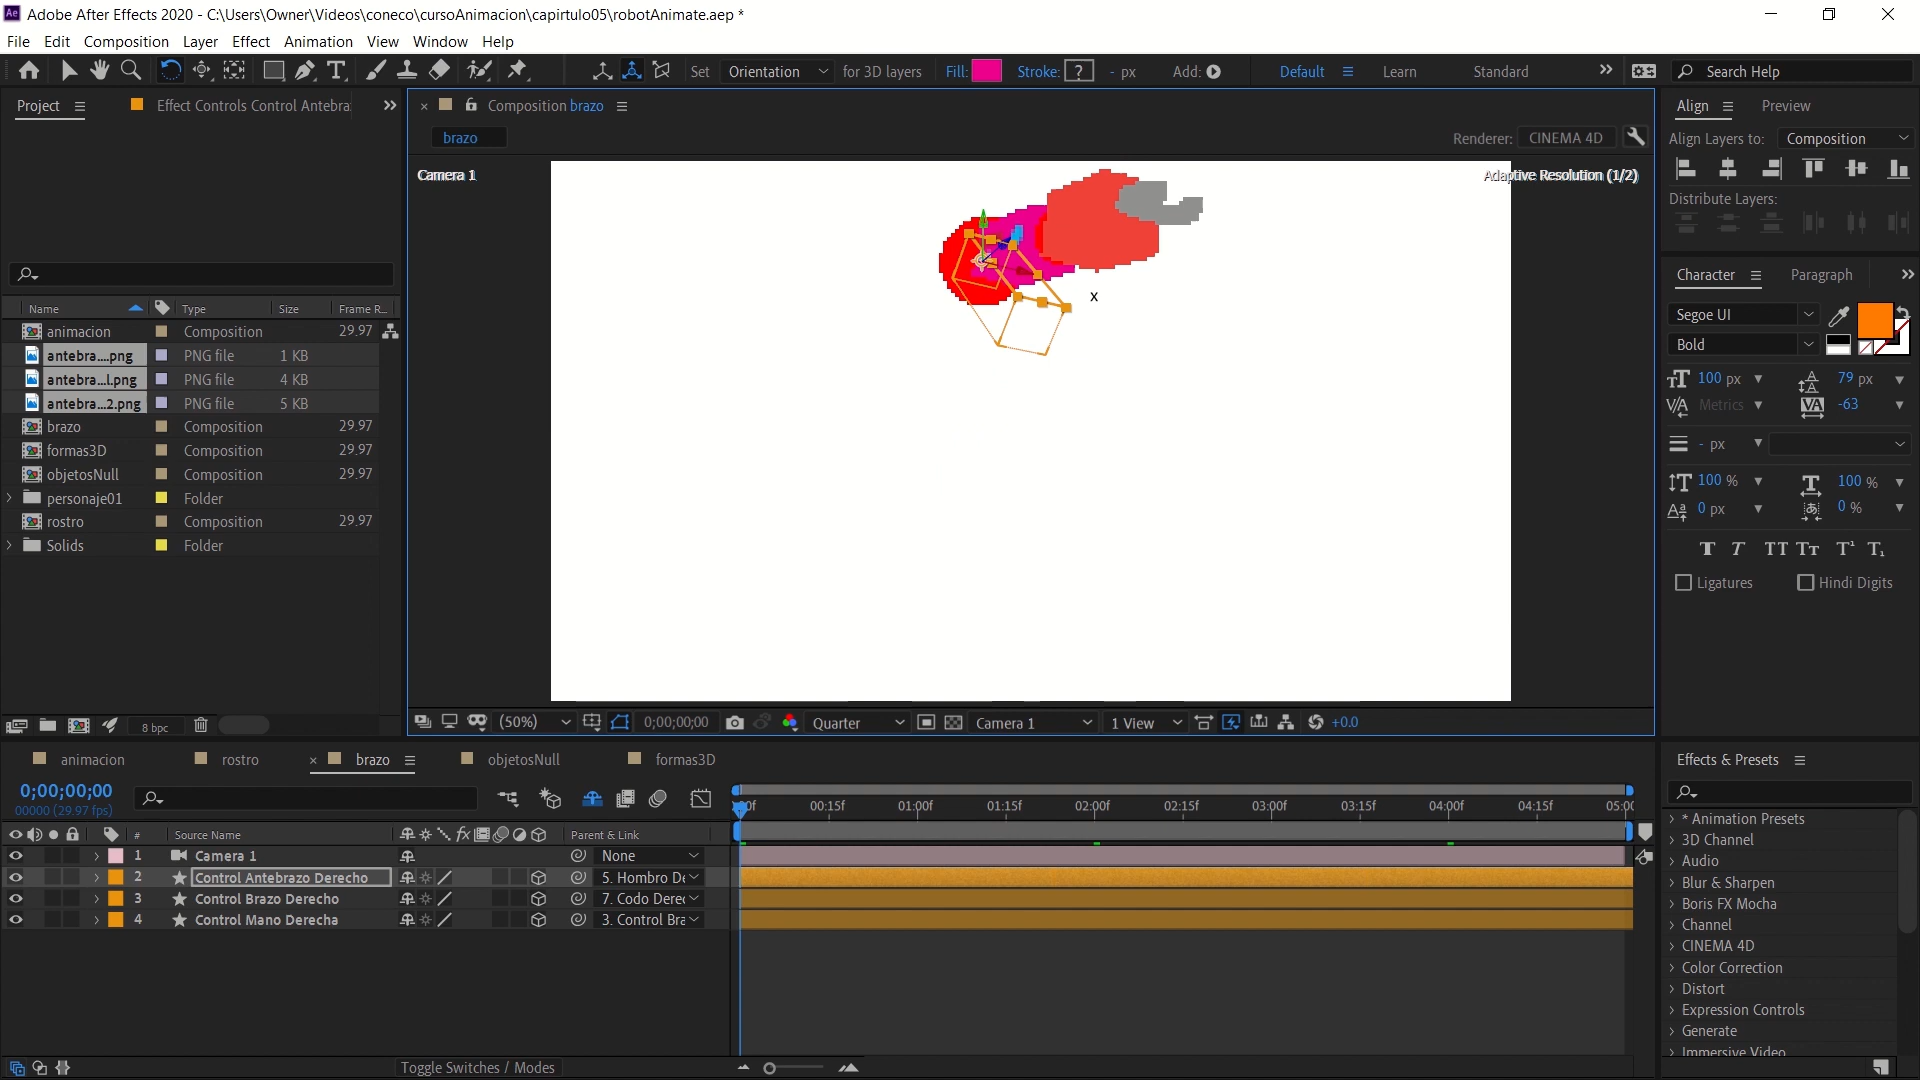 Adobe After Effects 2020 - C:\Users\Owner\Videos\coneco\cursoAnimacion\capirtulo05\robotAnimate.aep *
File Edit Composition Layer Effect Animation View Window Help
Set Orientation for 3D layers Fill: Stroke: ? - px Add: Default Learn Standard Search Help
Project Effect Controls Control Antebra
Composition brazo
Align Preview
brazo
Renderer: CINEMA 4D
Align Layers to: Composition
Camera 1
Adaptive Resolution (1/2)
Distribute Layers:
Character Paragraph
Name Type Size Frame R...
animacion Composition 29.97
antebra....png PNG file 1 KB
antebra...l.png PNG file 4 KB
antebra...2.png PNG file 5 KB
brazo Composition 29.97
formas3D Composition 29.97
objetosNull Composition 29.97
personaje01 Folder
rostro Composition 29.97
Solids Folder
x
Segoe UI
Bold
100 px 79 px
Metrics -63
- px
100 % 100 %
0 px 0 %
T T TT Tт T¹ T₁
Ligatures Hindi Digits
8 bpc
(50%) 0;00;00;00 Quarter Camera 1 1 View +0.0
animacion rostro brazo objetosNull formas3D
0;00;00;00
00000 (29.97 fps)
00f 00:15f 01:00f 01:15f 02:00f 02:15f 03:00f 03:15f 04:00f 04:15f 05:00
# Source Name fx Parent & Link
1 Camera 1 None
2 Control Antebrazo Derecho 5. Hombro De
3 Control Brazo Derecho 7. Codo Derec
4 Control Mano Derecha 3. Control Bra
Toggle Switches / Modes
Effects & Presets
* Animation Presets
3D Channel
Audio
Blur & Sharpen
Boris FX Mocha
Channel
CINEMA 4D
Color Correction
Distort
Expression Controls
Generate
Immersive Video